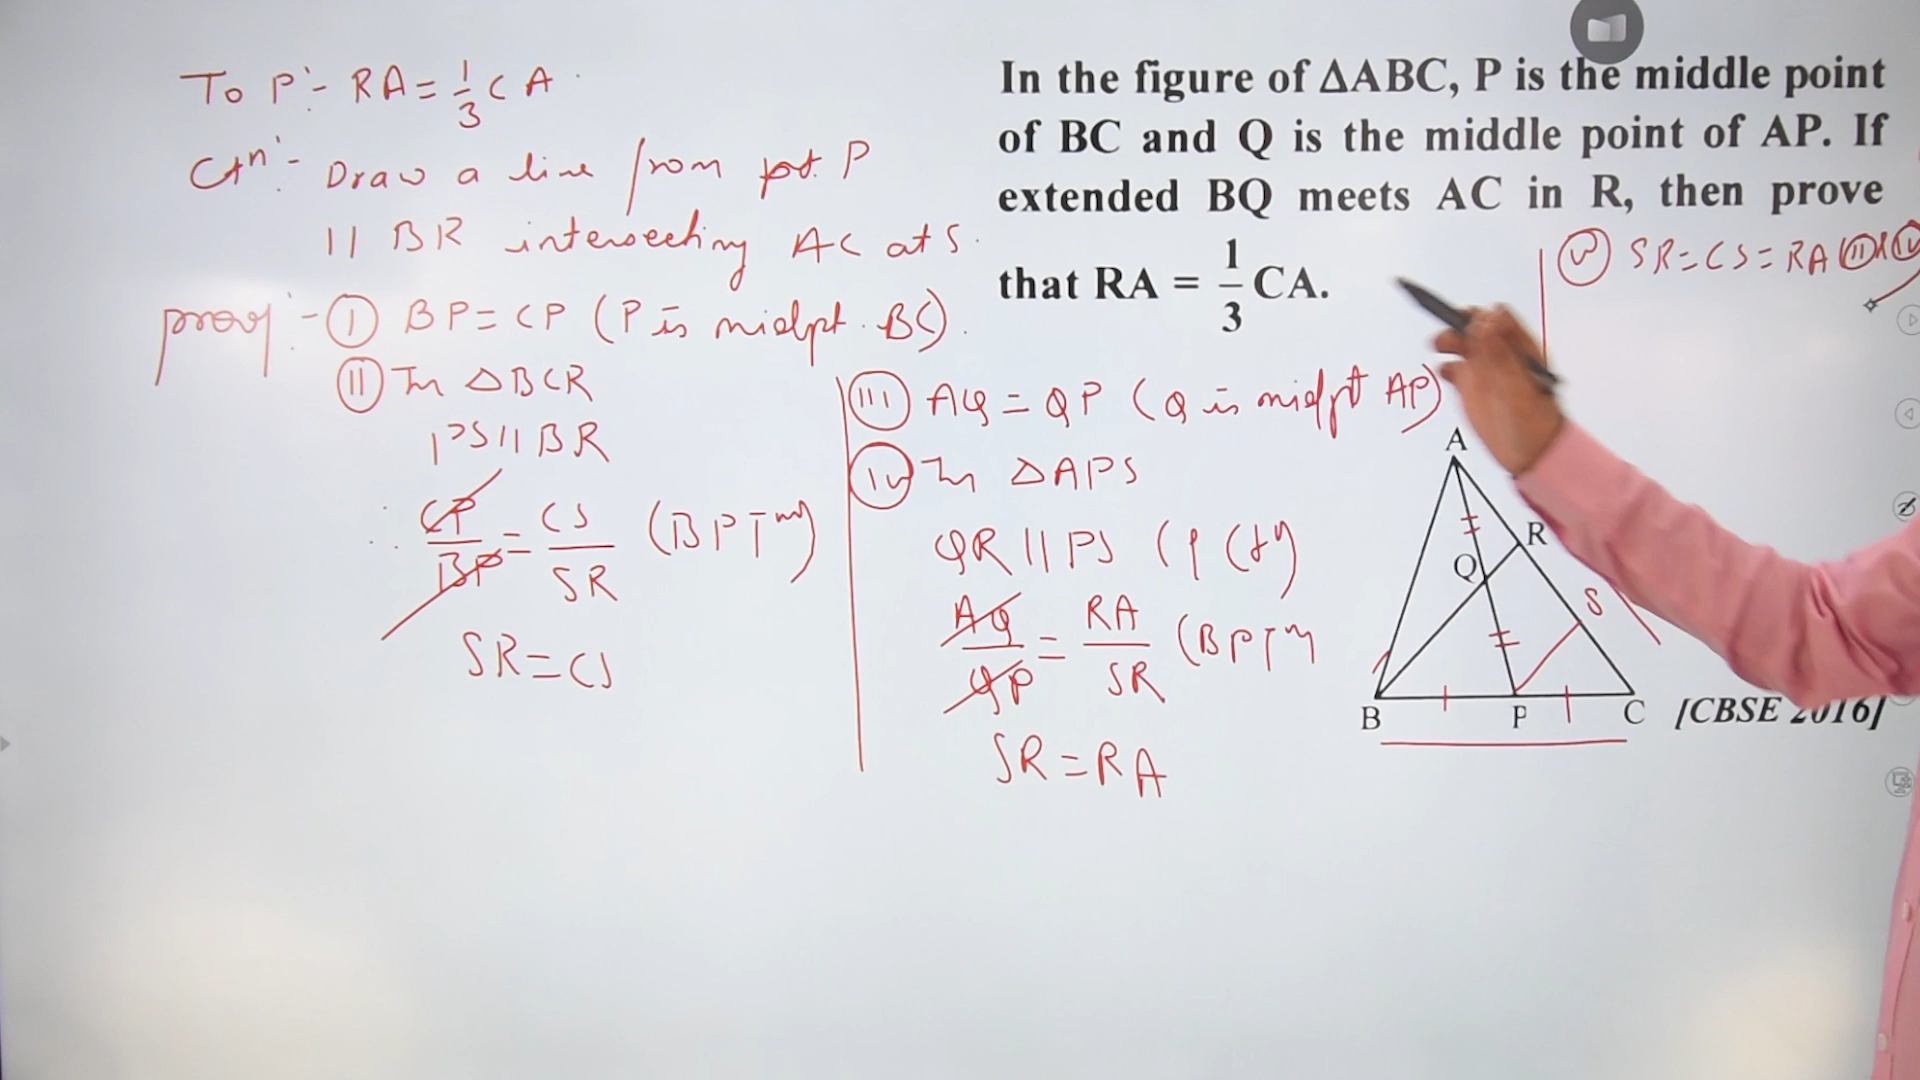 To P:- RA = 1/3 CA
Ctn:- Draw a line from pt. P
|| BR intersecting AC at S.
proof:- (I) BP = CP (P is midpt. BC).
(II) In ΔBCR
PS || BR
∴ CP/BP = CS/SR (BPTm)
SR = CS
In the figure of ΔABC, P is the middle point
of BC and Q is the middle point of AP. If
extended BQ meets AC in R, then prove
that RA = 1/3 CA.
(III) AQ = QP (Q is midpt AP)
(IV) In ΔAPS
QR || PS
AQ/QP = RA/SR (BPTm
SR = RA
(V) SR = CS = RA (II & IV
A
R
Q
S
B P C
[CBSE 2016]